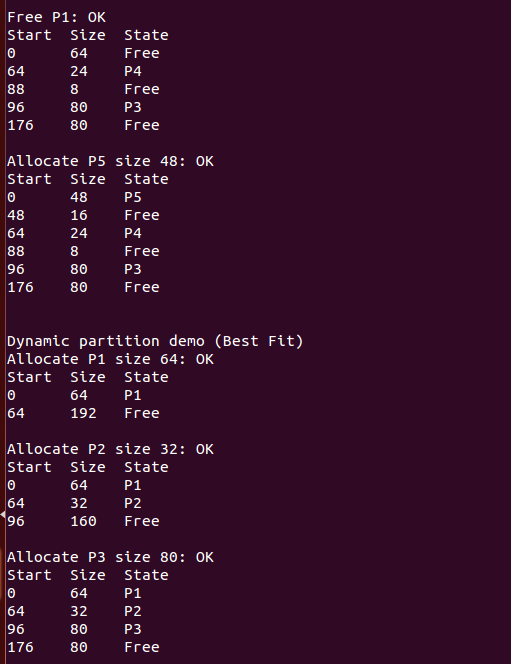 Free P1: OK
Start  Size  State
0      64    Free
64     24    P4
88     8     Free
96     80    P3
176    80    Free

Allocate P5 size 48: OK
Start  Size  State
0      48    P5
48     16    Free
64     24    P4
88     8     Free
96     80    P3
176    80    Free


Dynamic partition demo (Best Fit)
Allocate P1 size 64: OK
Start  Size  State
0      64    P1
64     192   Free

Allocate P2 size 32: OK
Start  Size  State
0      64    P1
64     32    P2
96     160   Free

Allocate P3 size 80: OK
Start  Size  State
0      64    P1
64     32    P2
96     80    P3
176    80    Free